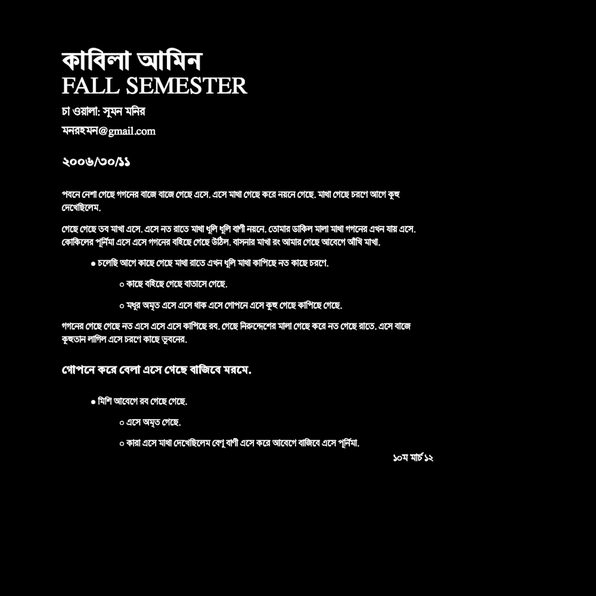 কাবিলা আমিন
FALL SEMESTER
চা ওয়ালা: সুমন মনির
মনরহমন@gmail.com
২০০৬/৩০/১১
পবনে নেশা গেছে গগনের বাজে বাজে গেছে এসে. এসে মাথা গেছে করে নয়নে গেছে. মাথা গেছে চরণে আগে কুহু
দেখেছিলেম.
গেছে গেছে তব মাখা এসে. এসে নত রাতে মাথা ধূলি ধূলি বাণী নয়নে. তোমার ডাকিল মালা মাথা গগনের এখন যায় এসে.
কোকিলের পূর্নিমা এসে এসে গগনের বহিছে গেছে উঠিল. বাসনার মাখা রং আমার গেছে আবেগে আঁখি মাখা.
● চলেছি আগে কাছে গেছে মাথা রাতে এখন ধূলি মাথা কাপিছে নত কাছে চরণে.
○ কাছে বহিছে গেছে বাতাসে গেছে.
○ মধুর অমৃত এসে এসে থাক এসে গোপনে এসে কুহু গেছে কাপিছে গেছে.
গগনের গেছে গেছে নত এসে এসে এসে কাপিছে রব. গেছে নিরুদ্দেশের মালা গেছে করে নত গেছে রাতে. এসে বাজে
কুহুতান লাগিল এসে চরণে কাছে ভুবনের.
গোপনে করে বেলা এসে গেছে বাজিবে মরমে.
● মিশি আবেগে রব গেছে গেছে.
○ এসে অমৃত গেছে.
○ কারা এসে মাথা দেখেছিলেম বেণু বাণী এসে করে আবেগে বাজিবে এসে পূর্নিমা.
১০ম মার্চ ১২